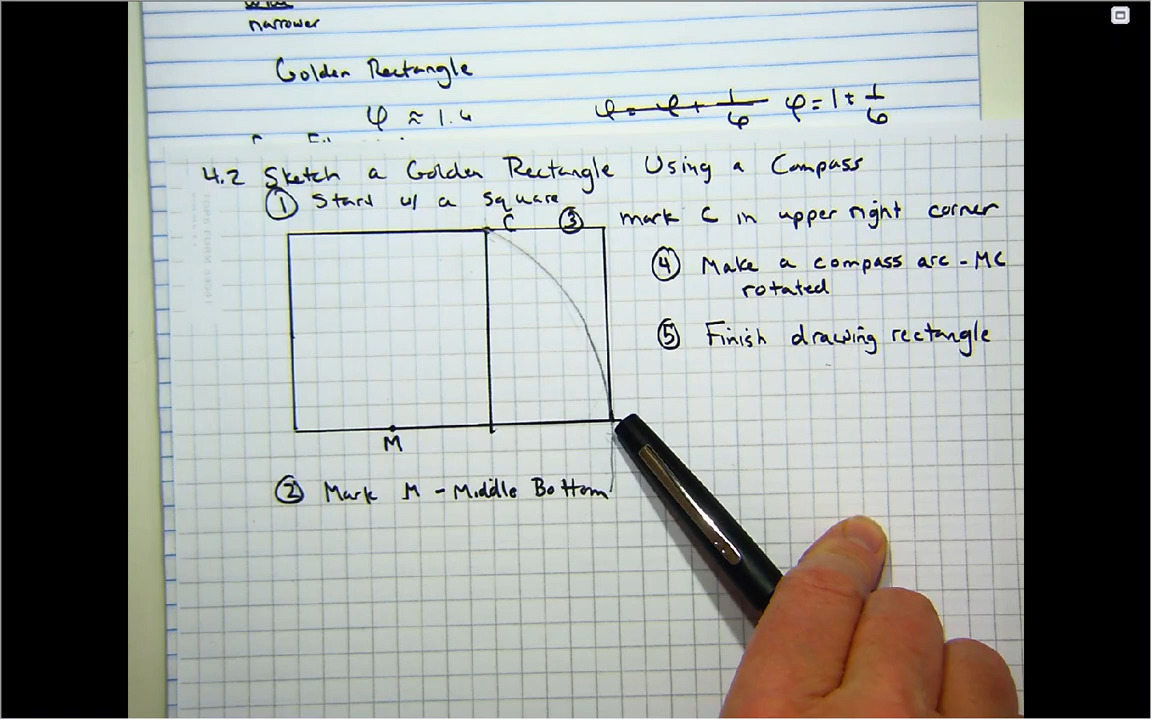 narrower
Golden Rectangle
φ ≈ 1.6
φ = φ + 1/φ φ = 1 + 1/φ
4.2 Sketch a Golden Rectangle Using a Compass
① Start w/ a square
C
③ mark C in upper right corner
④ Make a compass arc - MC
rotated
⑤ Finish drawing rectangle
M
② Mark M - Middle Bottom